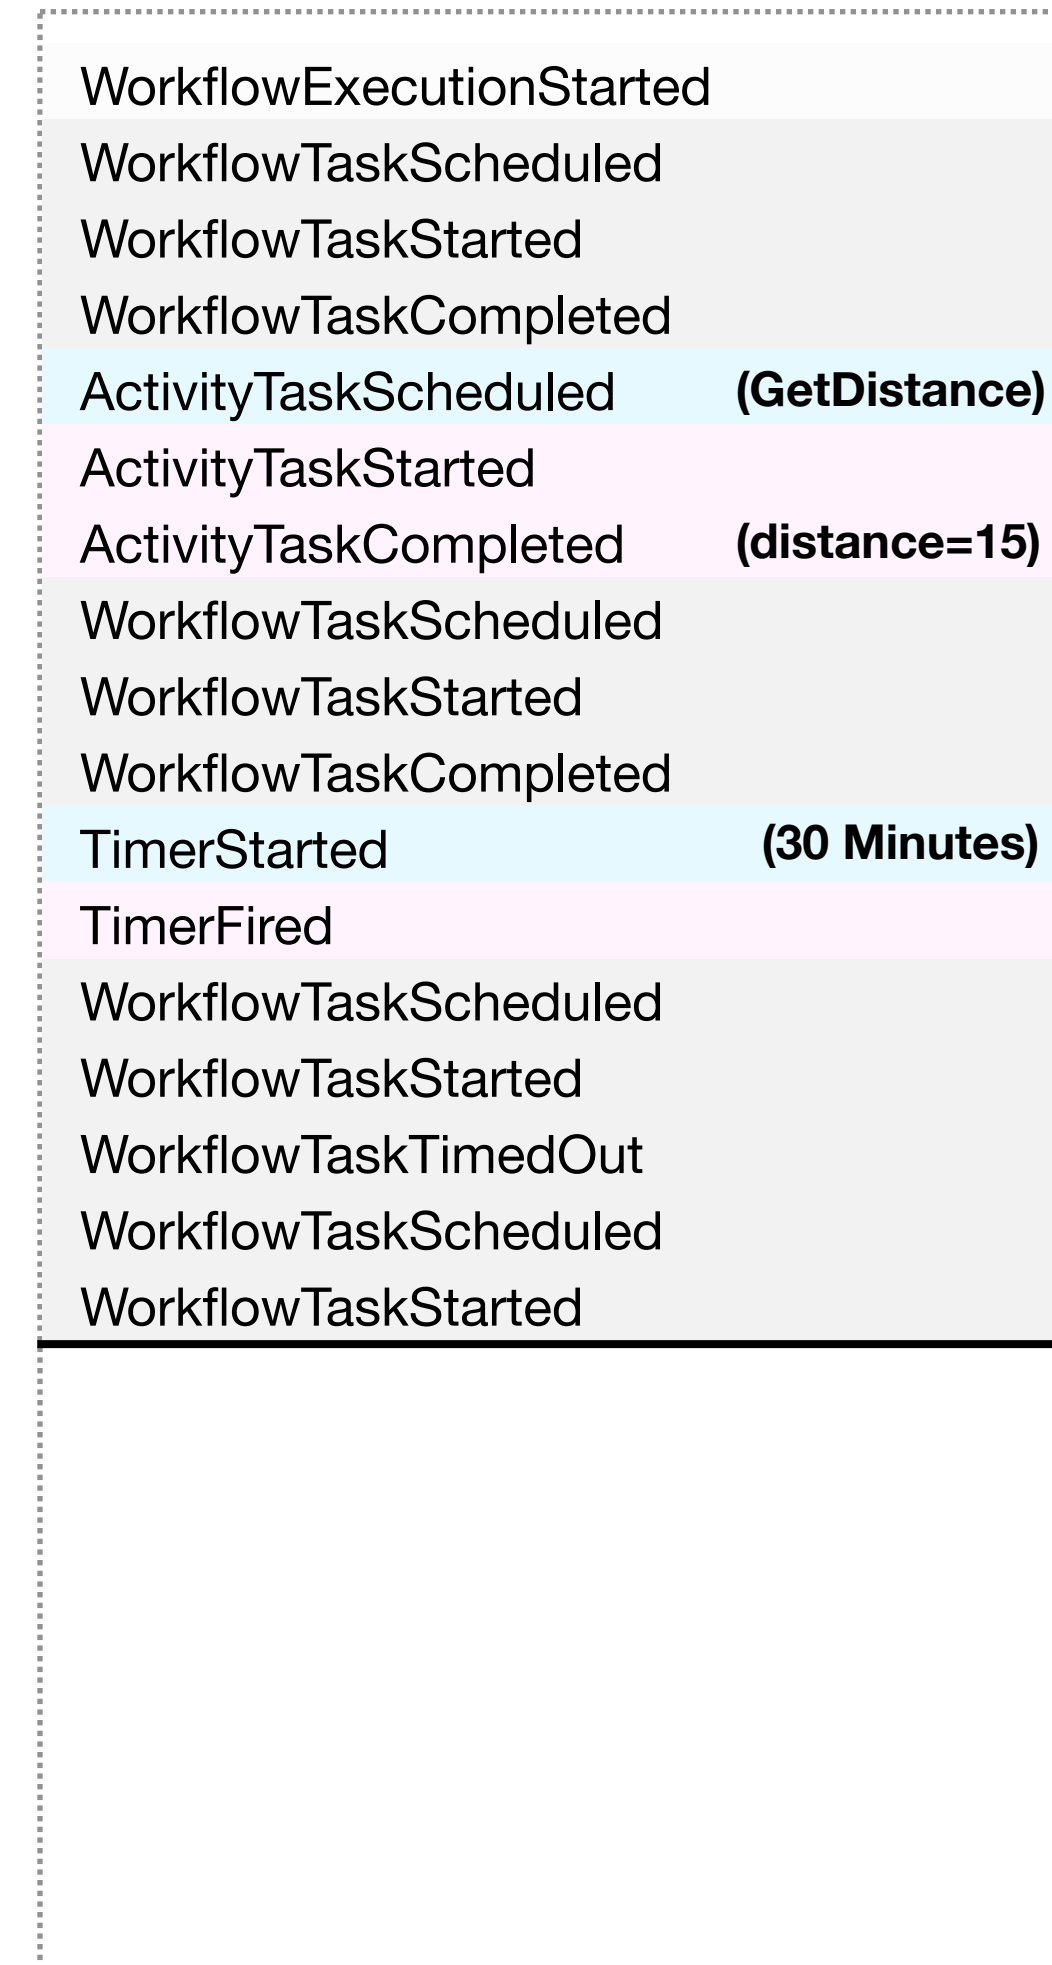 WorkflowExecutionStarted
WorkflowTaskScheduled
WorkflowTaskStarted
WorkflowTaskCompleted
ActivityTaskScheduled (GetDistance)
ActivityTaskStarted
ActivityTaskCompleted (distance=15)
WorkflowTaskScheduled
WorkflowTaskStarted
WorkflowTaskCompleted
TimerStarted (30 Minutes)
TimerFired
WorkflowTaskScheduled
WorkflowTaskStarted
WorkflowTaskTimedOut
WorkflowTaskScheduled
WorkflowTaskStarted